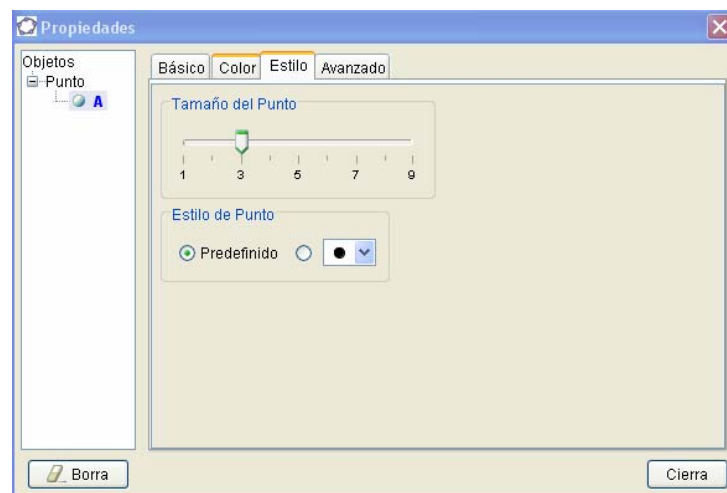 Propiedades
Objetos
Punto
A
Básico Color Estilo Avanzado
Tamaño del Punto
1 3 5 7 9
Estilo de Punto
Predefinido
Borra
Cierra